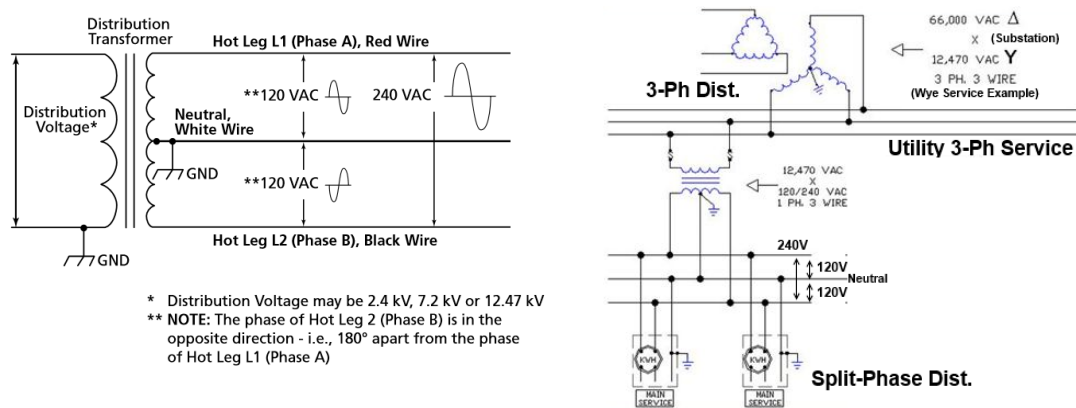 Distribution
Transformer
Hot Leg L1 (Phase A), Red Wire
**120 VAC
240 VAC
Distribution
Voltage*
Neutral,
White Wire
GND
**120 VAC
Hot Leg L2 (Phase B), Black Wire
GND
* Distribution Voltage may be 2.4 kV, 7.2 kV or 12.47 kV
** NOTE: The phase of Hot Leg 2 (Phase B) is in the
opposite direction - i.e., 180° apart from the phase
of Hot Leg L1 (Phase A)
66,000 VAC Δ
X (Substation)
12,470 VAC Y
3 PH. 3 WIRE
(Wye Service Example)
3-Ph Dist.
Utility 3-Ph Service
12,470 VAC
X
120/240 VAC
1 PH. 3 WIRE
240V
120V
Neutral
120V
KWH
KWH
Split-Phase Dist.
MAIN
SERVICE
MAIN
SERVICE